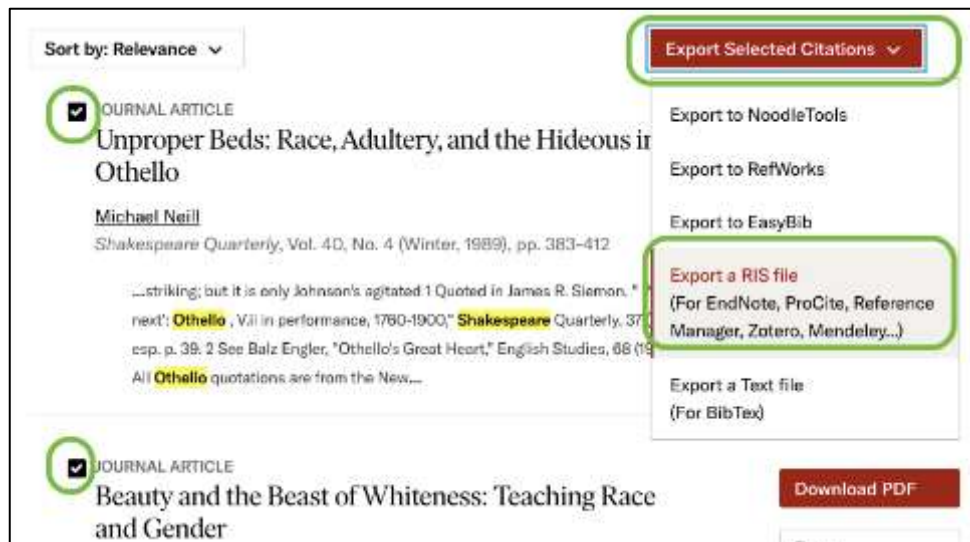 Sort by: Relevance
Export Selected Citations
JOURNAL ARTICLE
Unproper Beds: Race, Adultery, and the Hideous in
Othello
Michael Neill
Shakespeare Quarterly, Vol. 40, No. 4 (Winter, 1989), pp. 383-412
....striking; but it is only Johnson's agitated 1 Quoted in James R. Siemon. "
next': Othello , V.ii in performance, 1760-1900," Shakespeare Quarterly, 37
esp. p. 39. 2 See Balz Engler, "Othello's Great Heart," English Studies, 68 (19
All Othello quotations are from the New....
Export to NoodleTools
Export to RefWorks
Export to EasyBib
Export a RIS file
(For EndNote, ProCite, Reference
Manager, Zotero, Mendeley...)
Export a Text file
(For BibTex)
JOURNAL ARTICLE
Beauty and the Beast of Whiteness: Teaching Race
and Gender
Download PDF